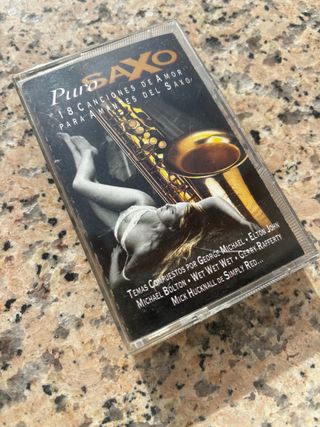 Puro SAXO
18 CANCIONES DE AMOR
PARA AMANTES DEL SAXO
TEMAS COMPUESTOS POR GEORGE MICHAEL · ELTON JOHN
MICHAEL BOLTON · WET WET WET · GERRY RAFFERTY
MICK HUCKNALL DE SIMPLY RED...